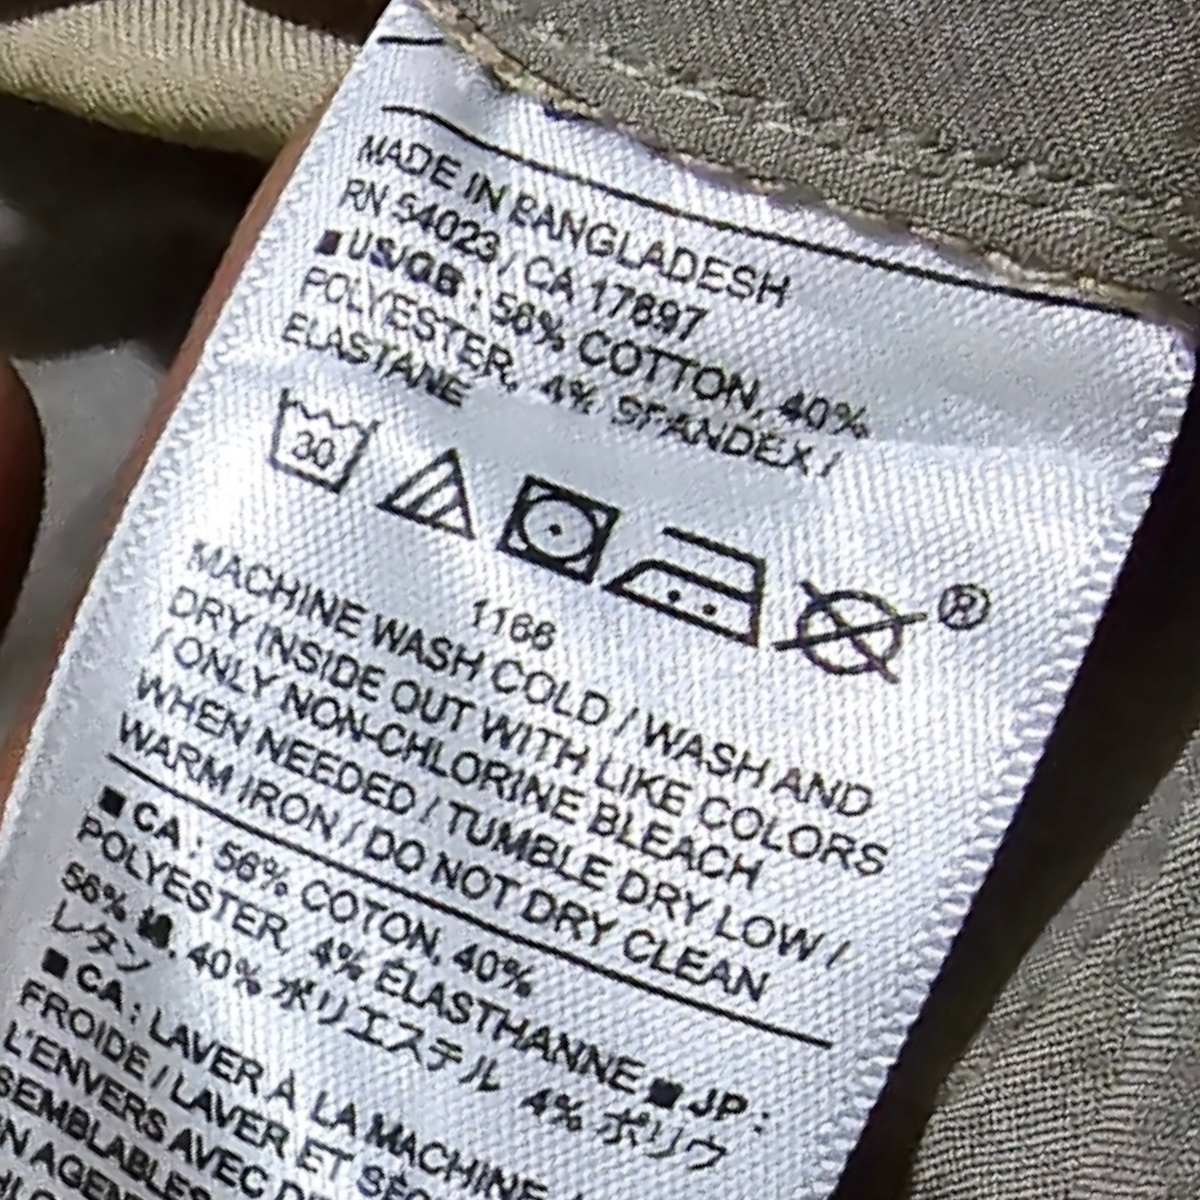 MADE IN BANGLADESH
RN 54023 / CA 17897
■ US/GB : 56% COTTON, 40%
POLYESTER, 4% SPANDEX /
ELASTANE
30
®
1166
MACHINE WASH COLD / WASH AND
DRY INSIDE OUT WITH LIKE COLORS
/ ONLY NON-CHLORINE BLEACH
WHEN NEEDED / TUMBLE DRY LOW /
WARM IRON / DO NOT DRY CLEAN
■ CA : 56% COTON, 40%
POLYESTER, 4% ÉLASTHANNE ■ JP :
56% 綿, 40% ポリエステル 4% ポリウ
レタン
■ CA : LAVER À LA MACHINE,
FROIDE / LAVER ET
L'ENVERS AVEC
SEMBLABLES